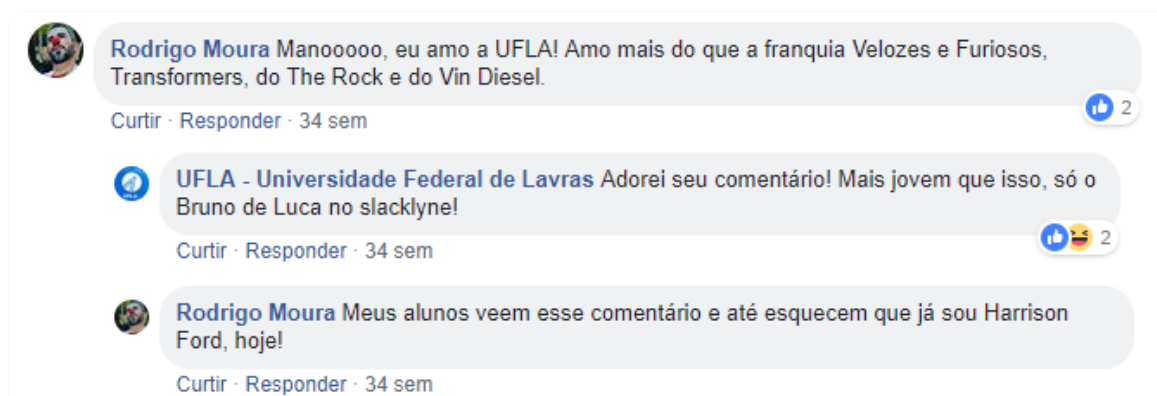 Rodrigo Moura Manooooo, eu amo a UFLA! Amo mais do que a franquia Velozes e Furiosos,
Transformers, do The Rock e do Vin Diesel.
Curtir · Responder · 34 sem
2
UFLA - Universidade Federal de Lavras Adorei seu comentário! Mais jovem que isso, só o
Bruno de Luca no slacklyne!
Curtir · Responder · 34 sem
2
Rodrigo Moura Meus alunos veem esse comentário e até esquecem que já sou Harrison
Ford, hoje!
Curtir · Responder · 34 sem